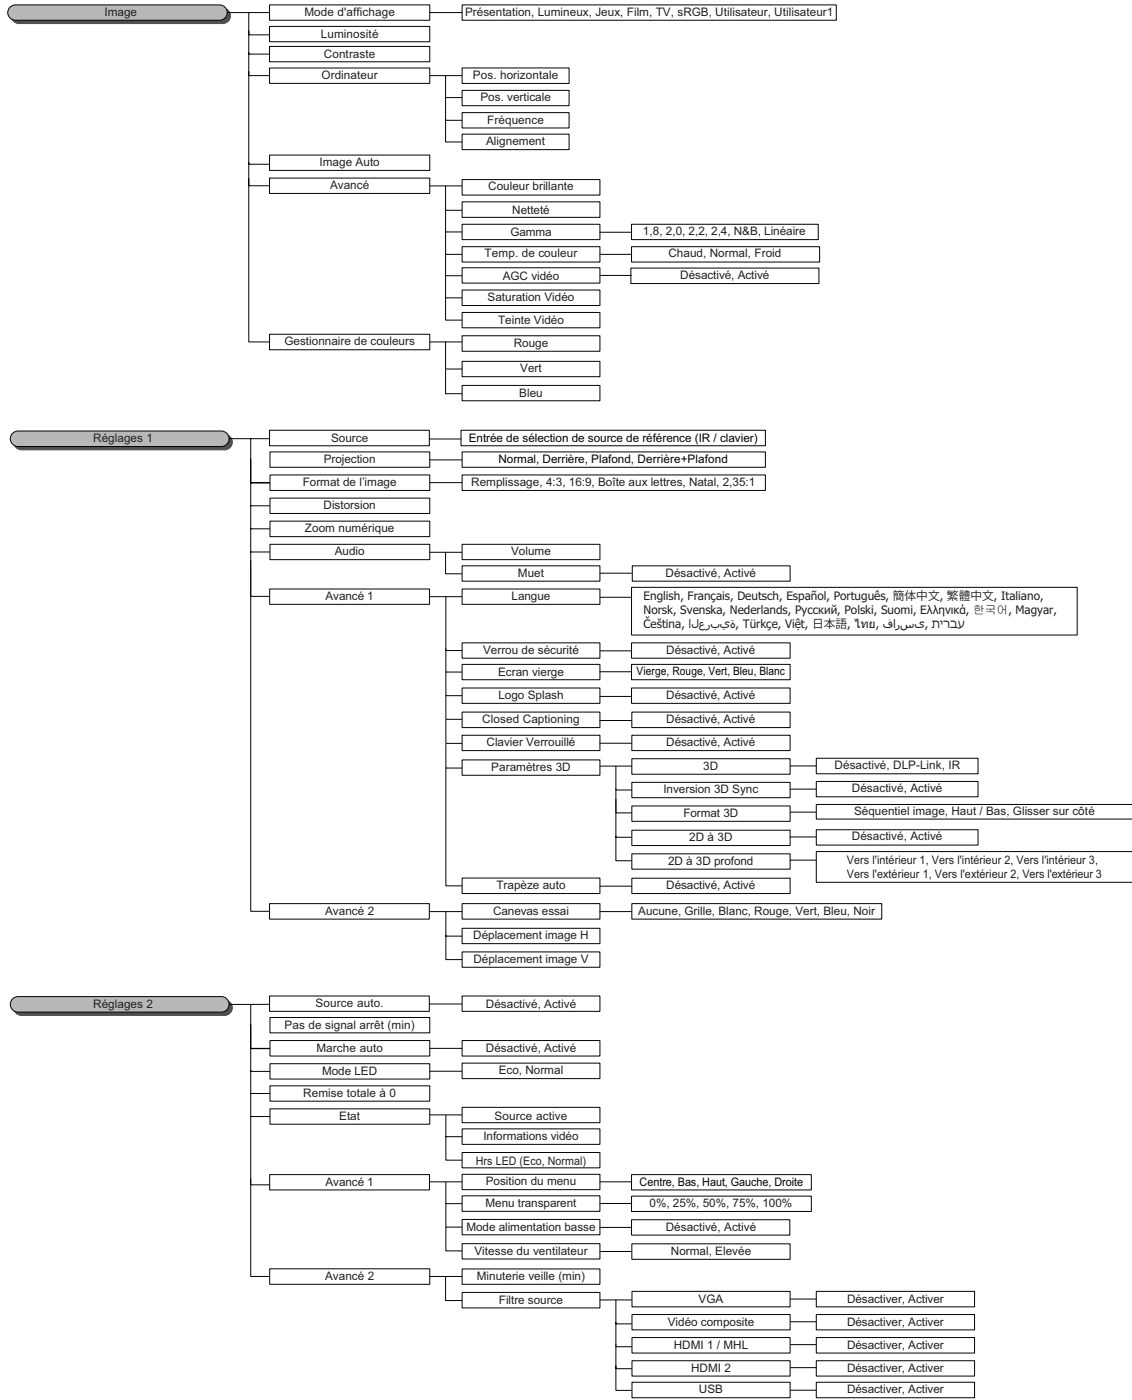 Image
Mode d'affichage
Présentation, Lumineux, Jeux, Film, TV, sRGB, Utilisateur, Utilisateur1
Luminosité
Contraste
Ordinateur
Pos. horizontale
Pos. verticale
Fréquence
Alignement
Image Auto
Avancé
Couleur brillante
Netteté
Gamma
1,8, 2,0, 2,2, 2,4, N&B, Linéaire
Temp. de couleur
Chaud, Normal, Froid
AGC vidéo
Désactivé, Activé
Saturation Vidéo
Teinte Vidéo
Gestionnaire de couleurs
Rouge
Vert
Bleu
Réglages 1
Source
Entrée de sélection de source de référence (IR / clavier)
Projection
Normal, Derrière, Plafond, Derrière+Plafond
Format de l'image
Remplissage, 4:3, 16:9, Boîte aux lettres, Natal, 2,35:1
Distorsion
Zoom numérique
Audio
Volume
Muet
Désactivé, Activé
Avancé 1
Langue
English, Français, Deutsch, Español, Português, 簡体中文, 繁體中文, Italiano,
Norsk, Svenska, Nederlands, Русский, Polski, Suomi, Ελληνικά, 한국어, Magyar,
Čeština, ةيبرعلا, Türkçe, Việt, 日本語, ไทย, یسراف, עברית
Verrou de sécurité
Désactivé, Activé
Ecran vierge
Vierge, Rouge, Vert, Bleu, Blanc
Logo Splash
Désactivé, Activé
Closed Captioning
Désactivé, Activé
Clavier Verrouillé
Désactivé, Activé
Paramètres 3D
3D
Désactivé, DLP-Link, IR
Inversion 3D Sync
Désactivé, Activé
Format 3D
Séquentiel image, Haut / Bas, Glisser sur côté
2D à 3D
Désactivé, Activé
2D à 3D profond
Vers l'intérieur 1, Vers l'intérieur 2, Vers l'intérieur 3,
Vers l'extérieur 1, Vers l'extérieur 2, Vers l'extérieur 3
Trapèze auto
Désactivé, Activé
Avancé 2
Canevas essai
Aucune, Grille, Blanc, Rouge, Vert, Bleu, Noir
Déplacement image H
Déplacement image V
Réglages 2
Source auto.
Désactivé, Activé
Pas de signal arrêt (min)
Marche auto
Désactivé, Activé
Mode LED
Eco, Normal
Remise totale à 0
Etat
Source active
Informations vidéo
Hrs LED (Eco, Normal)
Avancé 1
Position du menu
Centre, Bas, Haut, Gauche, Droite
Menu transparent
0%, 25%, 50%, 75%, 100%
Mode alimentation basse
Désactivé, Activé
Vitesse du ventilateur
Normal, Elevée
Avancé 2
Minuterie veille (min)
Filtre source
VGA
Désactiver, Activer
Vidéo composite
Désactiver, Activer
HDMI 1 / MHL
Désactiver, Activer
HDMI 2
Désactiver, Activer
USB
Désactiver, Activer